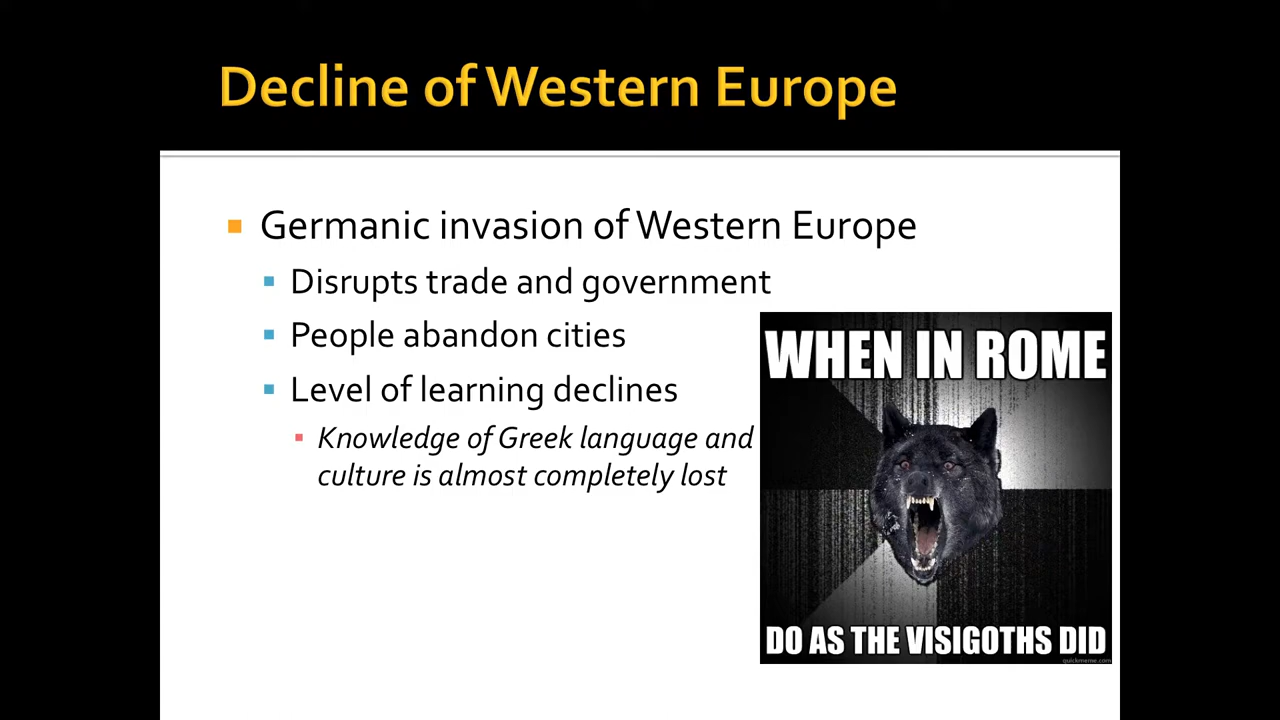 Decline of Western Europe
Germanic invasion of Western Europe
Disrupts trade and government
People abandon cities
Level of learning declines
Knowledge of Greek language and
culture is almost completely lost
WHEN IN ROME
DO AS THE VISIGOTHS DID
quickmeme.com